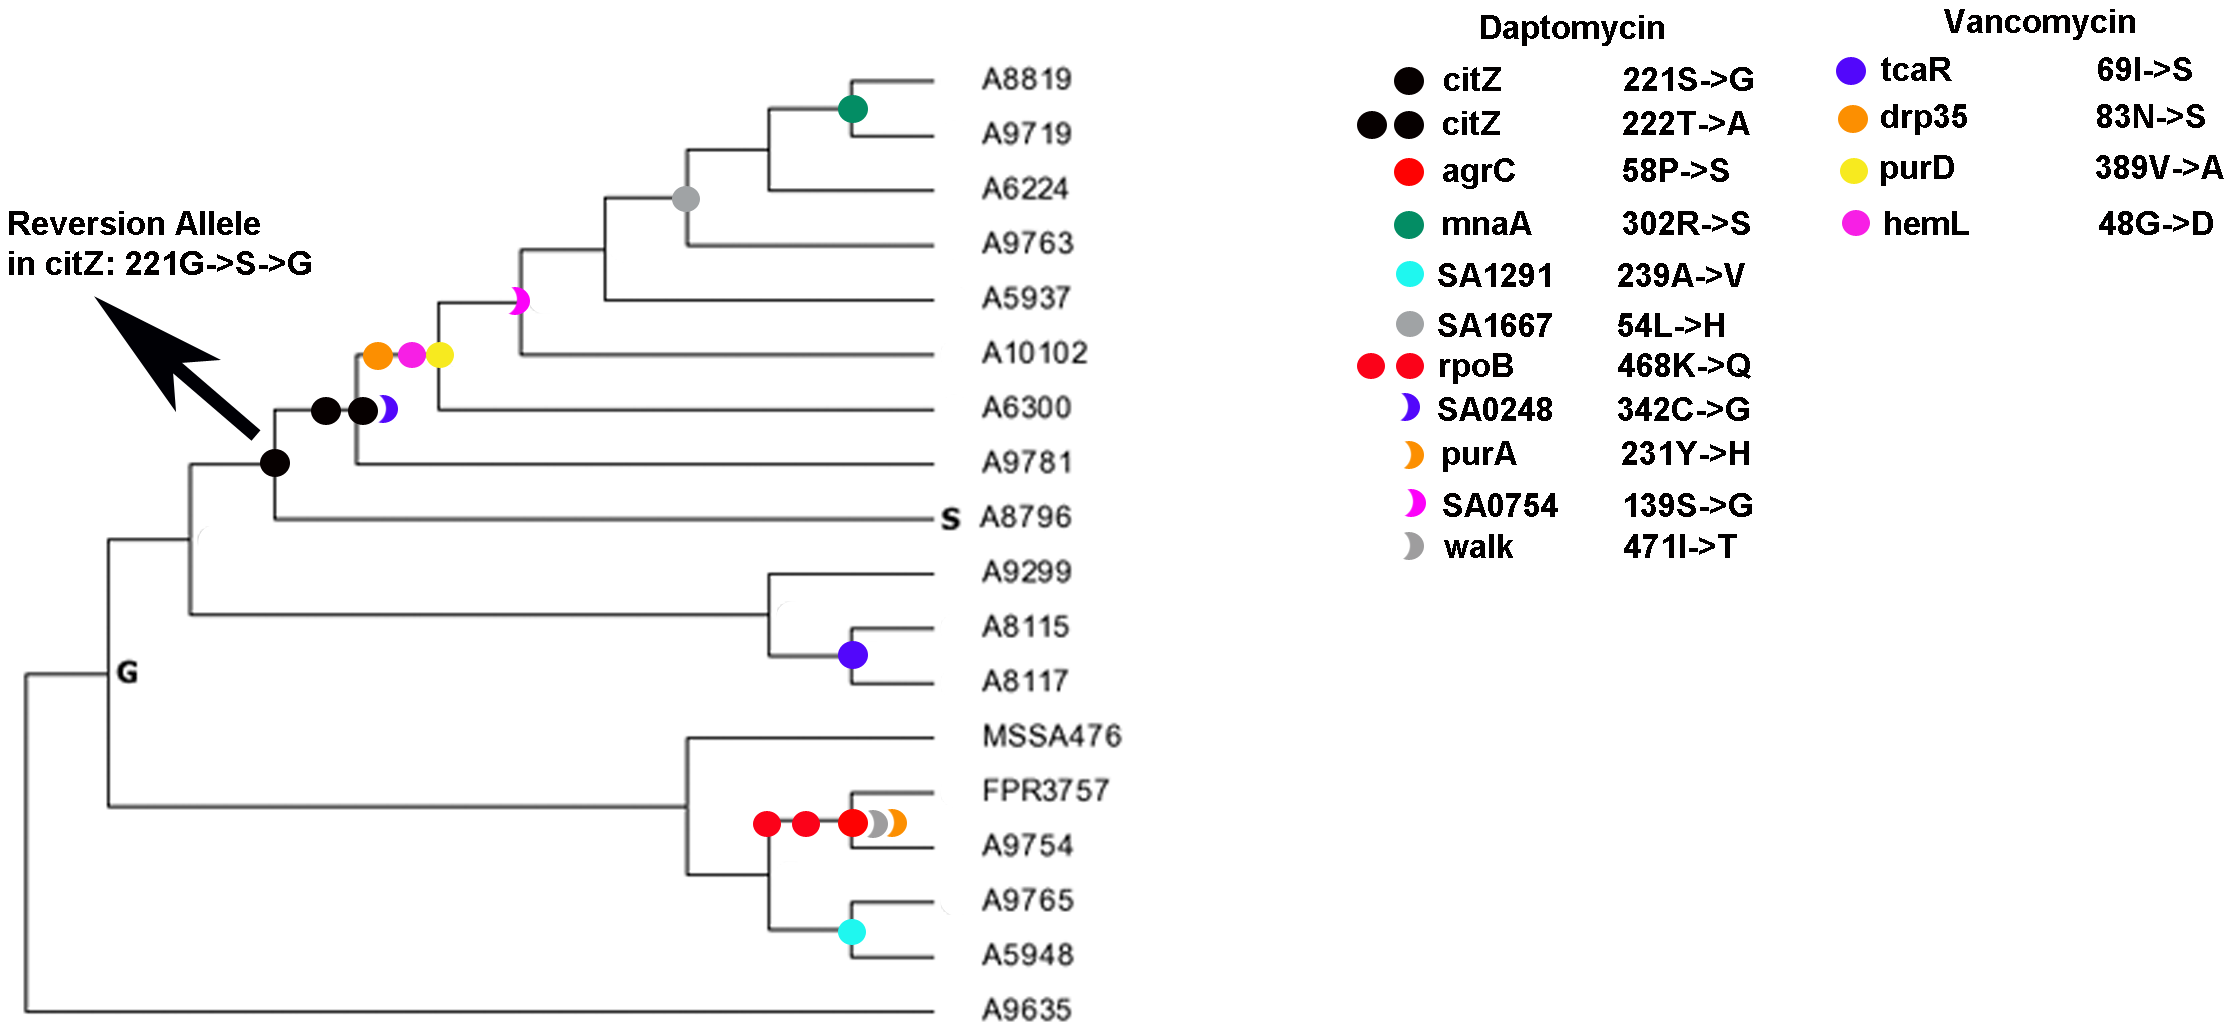 Daptomycin
citZ 221S->G
citZ 222T->A
agrC 58P->S
mnaA 302R->S
SA1291 239A->V
SA1667 54L->H
rpoB 468K->Q
SA0248 342C->G
purA 231Y->H
SA0754 139S->G
walk 471I->T
Vancomycin
tcaR 69I->S
drp35 83N->S
purD 389V->A
hemL 48G->D
Reversion Allele
in citZ: 221G->S->G
A8819
A9719
A6224
A9763
A5937
A10102
A6300
A9781
S A8796
A9299
A8115
G
A8117
MSSA476
FPR3757
A9754
A9765
A5948
A9635